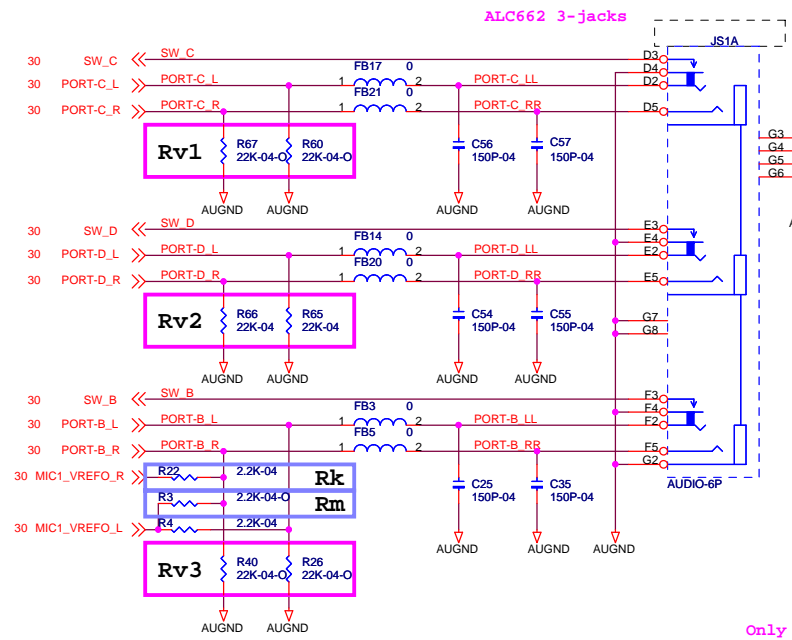 ALC662 3-jacks
JS1A
30 SW_C SW_C D3
D4
30 PORT-C_L PORT-C_L 1 FB17 0 2 PORT-C_LL D2
30 PORT-C_R PORT-C_R 1 FB21 0 2 PORT-C_RR D5
G3
G4
G5
G6
Rv1 R67 22K-04-O R60 22K-04-O C56 150P-04 C57 150P-04
AUGND AUGND AUGND AUGND
30 SW_D SW_D E3
E4
30 PORT-D_L PORT-D_L 1 FB14 0 2 PORT-D_LL E2
30 PORT-D_R PORT-D_R 1 FB20 0 2 PORT-D_RR E5
Rv2 R66 22K-04 R65 22K-04 C54 150P-04 C55 150P-04
G7
G8
AUGND AUGND AUGND AUGND
30 SW_B SW_B F3
F4
30 PORT-B_L PORT-B_L 1 FB3 0 2 PORT-B_LL F2
30 PORT-B_R PORT-B_R 1 FB5 0 2 PORT-B_RR F5
G2
30 MIC1_VREFO_R R22 2.2K-04 Rk
R3 2.2K-04-O Rm
30 MIC1_VREFO_L R4 2.2K-04
C25 150P-04 C35 150P-04
AUDIO-6P
AUGND AUGND AUGND
Rv3 R40 22K-04-O R26 22K-04-O
AUGND AUGND
Only